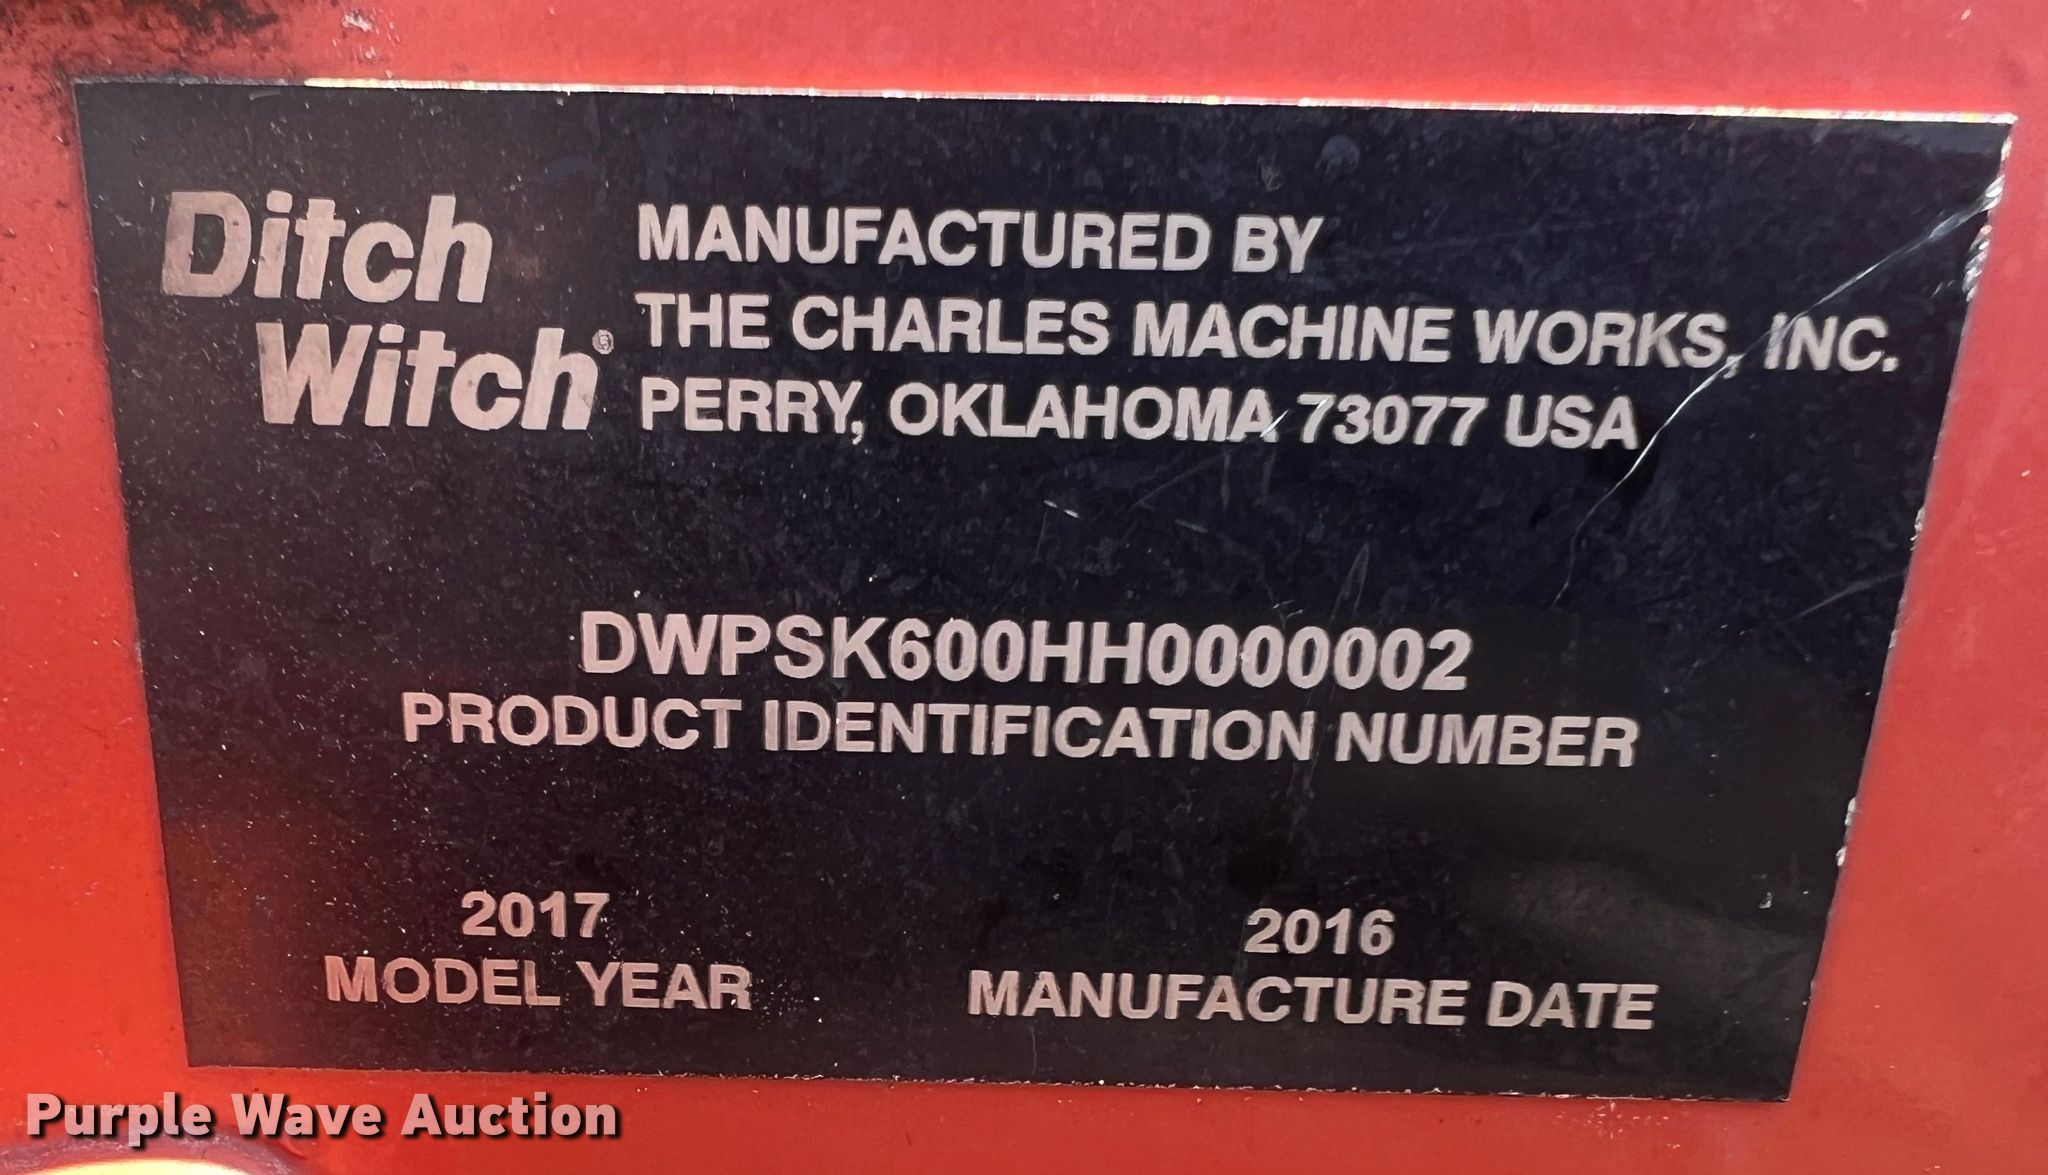 Ditch
Witch®
MANUFACTURED BY
THE CHARLES MACHINE WORKS, INC.
PERRY, OKLAHOMA 73077 USA
DWPSK600HH0000002
PRODUCT IDENTIFICATION NUMBER
2017
MODEL YEAR
2016
MANUFACTURE DATE
Purple Wave Auction